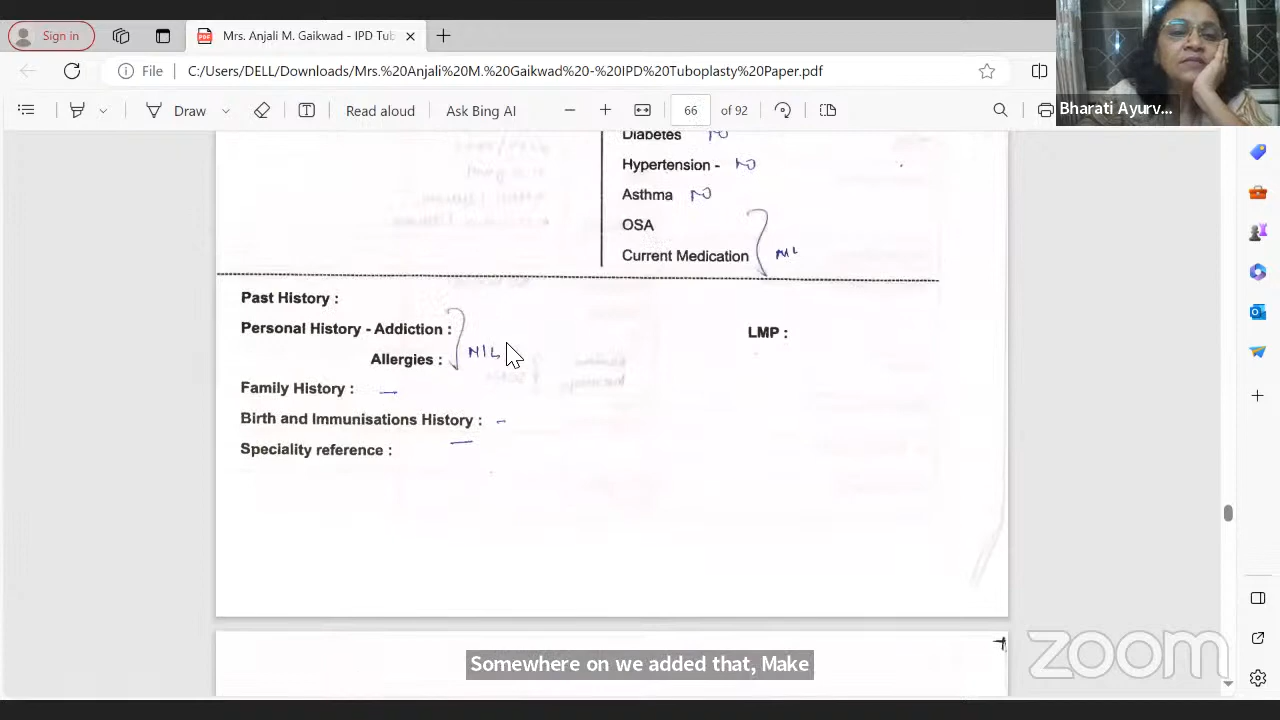 Sign in
Mrs. Anjali M. Gaikwad - IPD Tub
File
C:/Users/DELL/Downloads/Mrs.%20Anjali%20M.%20Gaikwad%20-%20IPD%20Tuboplasty%20Paper.pdf
Draw
Read aloud
Ask Bing AI
66
of 92
Bharati Ayurv...
Diabetes NO
Hypertension - NO
Asthma NO
OSA
Current Medication
Past History :
Personal History - Addiction :
LMP :
Allergies :
NIL
Family History : -
Birth and Immunisations History : -
Speciality reference : -
Somewhere on we added that, Make
zoom